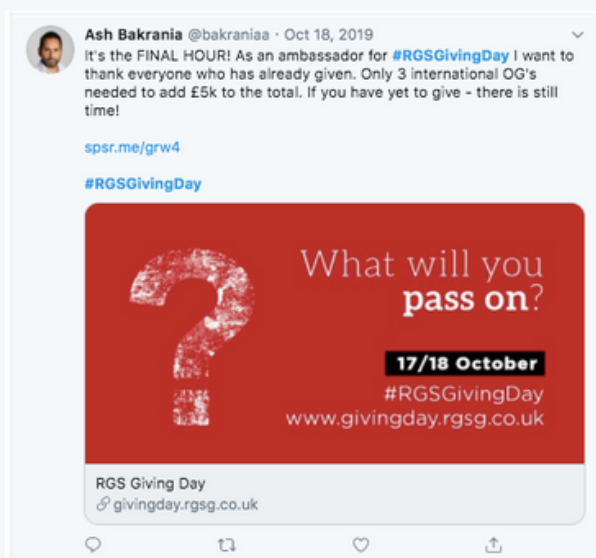 Ash Bakrania @bakraniaa · Oct 18, 2019
It's the FINAL HOUR! As an ambassador for #RGSGivingDay I want to
thank everyone who has already given. Only 3 international OG's
needed to add £5k to the total. If you have yet to give - there is still
time!
spsr.me/grw4
#RGSGivingDay
?
What will you
pass on?
17/18 October
#RGSGivingDay
www.givingday.rgsg.co.uk
RGS Giving Day
givingday.rgsg.co.uk